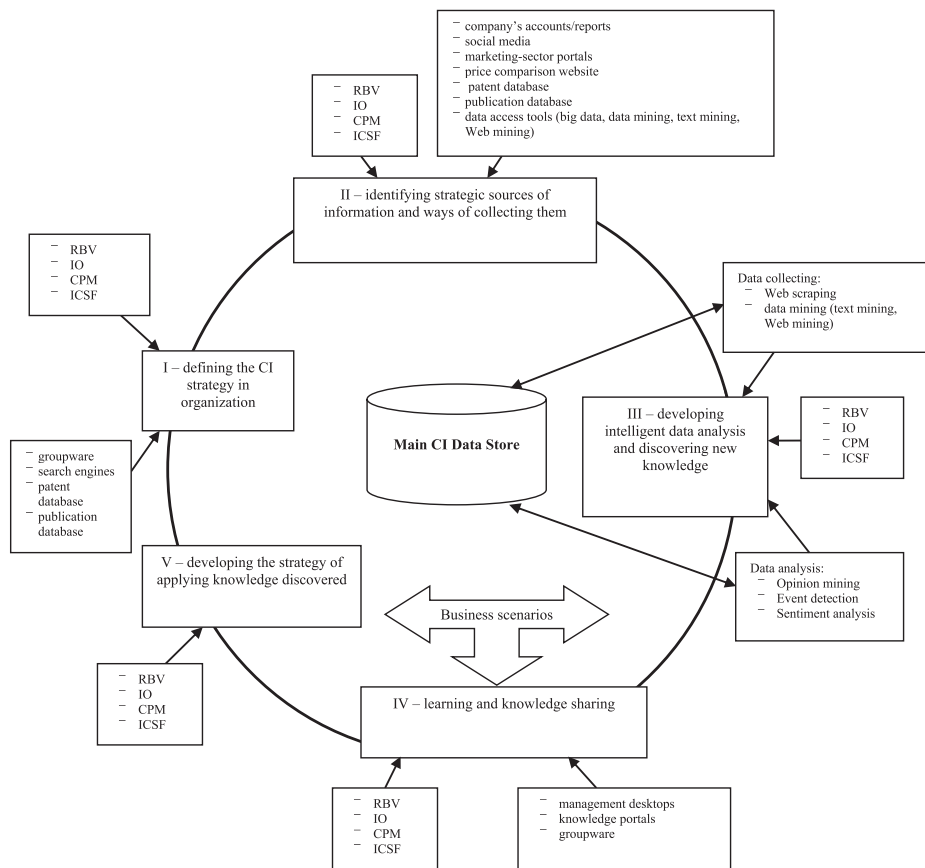 – company's accounts/reports
– social media
– marketing-sector portals
– price comparison website
– patent database
– publication database
– data access tools (big data, data mining, text mining,
Web mining)
– RBV
– IO
– CPM
– ICSF
II – identifying strategic sources of
information and ways of collecting them
– RBV
– IO
– CPM
– ICSF
Data collecting:
– Web scraping
– data mining (text mining,
Web mining)
I – defining the CI
strategy in
organization
Main CI Data Store
III – developing
intelligent data analysis
and discovering new
knowledge
– RBV
– IO
– CPM
– ICSF
– groupware
– search engines
– patent
database
– publication
database
V – developing the strategy of
applying knowledge discovered
Data analysis:
– Opinion mining
– Event detection
– Sentiment analysis
Business scenarios
– RBV
– IO
– CPM
– ICSF
IV – learning and knowledge sharing
– RBV
– IO
– CPM
– ICSF
– management desktops
– knowledge portals
– groupware